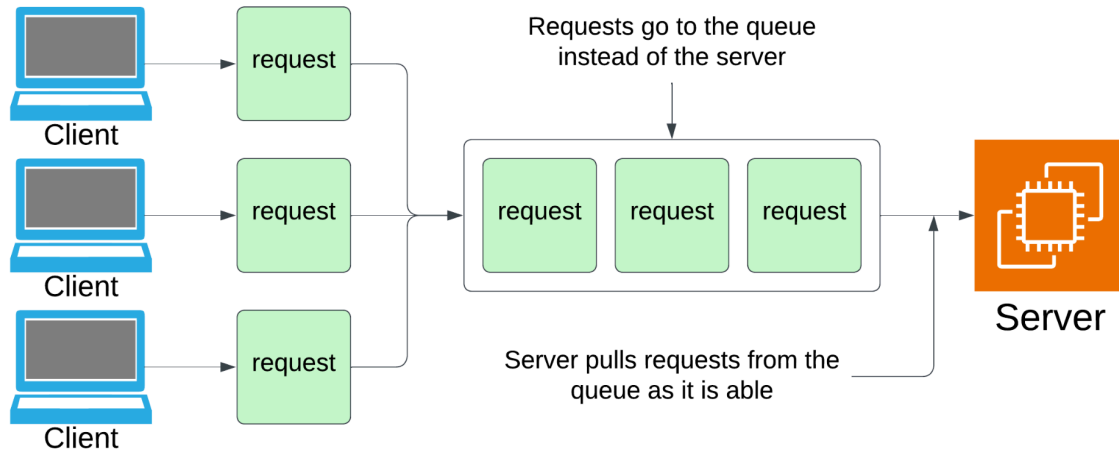 request
Client
Requests go to the queue
instead of the server
request
Client
request
request
request
Server
request
Client
Server pulls requests from the
queue as it is able